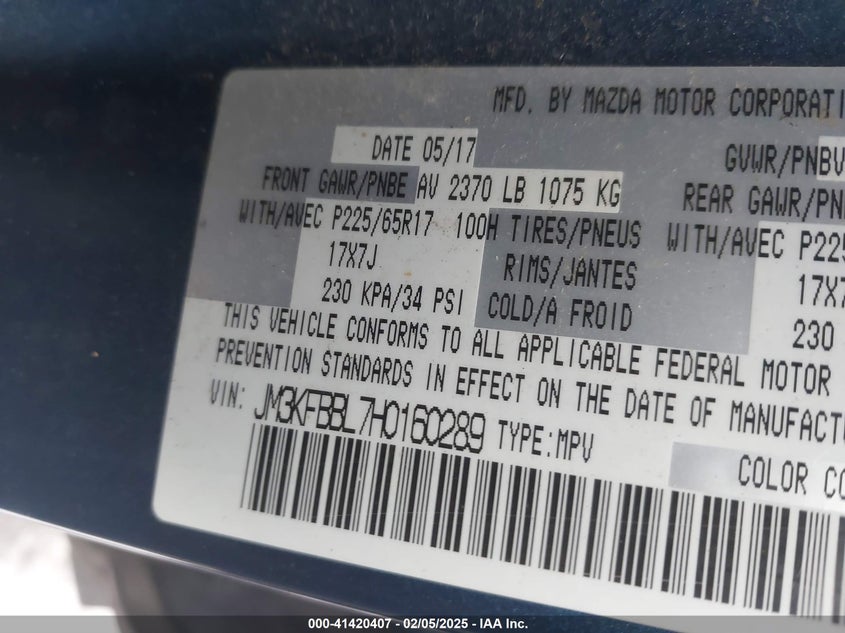 MFD. BY MAZDA MOTOR CORPORATI
DATE 05/17
GVWR/PNBV
FRONT GAWR/PNBE AV 2370 LB 1075 KG
REAR GAWR/PN
WITH/AVEC P225/65R17 100H TIRES/PNEUS WITH/AVEC P225
17X7J RIMS/JANTES 17X7
230 KPA/34 PSI COLD/A FROID 230
THIS VEHICLE CONFORMS TO ALL APPLICABLE FEDERAL MOTOR
PREVENTION STANDARDS IN EFFECT ON THE DATE OF MANUFACTU
VIN: JM3KFBBL7H0160289 TYPE:MPV
COLOR CO
000-41420407 - 02/05/2025 - IAA Inc.